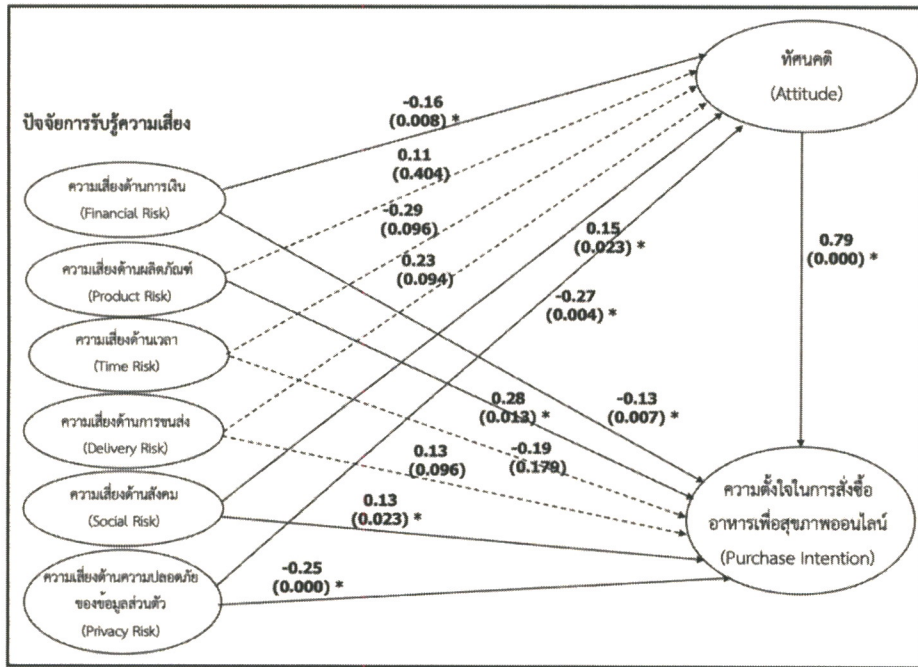 ทัศนคติ
(Attitude)
-0.16
(0.008) *
ปัจจัยการรับรู้ความเสี่ยง
0.11
(0.404)
ความเสี่ยงด้านการเงิน
(Financial Risk)
-0.29
(0.096)
0.15
(0.023) *
0.79
(0.000) *
0.23
(0.094)
ความเสี่ยงด้านผลิตภัณฑ์
(Product Risk)
-0.27
(0.004) *
ความเสี่ยงด้านเวลา
(Time Risk)
0.28
(0.013) *
-0.13
(0.007) *
ความเสี่ยงด้านการขนส่ง
(Delivery Risk)
0.13
(0.096)
-0.19
(0.179)
ความเสี่ยงด้านสังคม
(Social Risk)
0.13
(0.023) *
ความตั้งใจในการสั่งซื้อ
อาหารเพื่อสุขภาพออนไลน์
(Purchase Intention)
ความเสี่ยงด้านความปลอดภัย
ของข้อมูลส่วนตัว
(Privacy Risk)
-0.25
(0.000) *